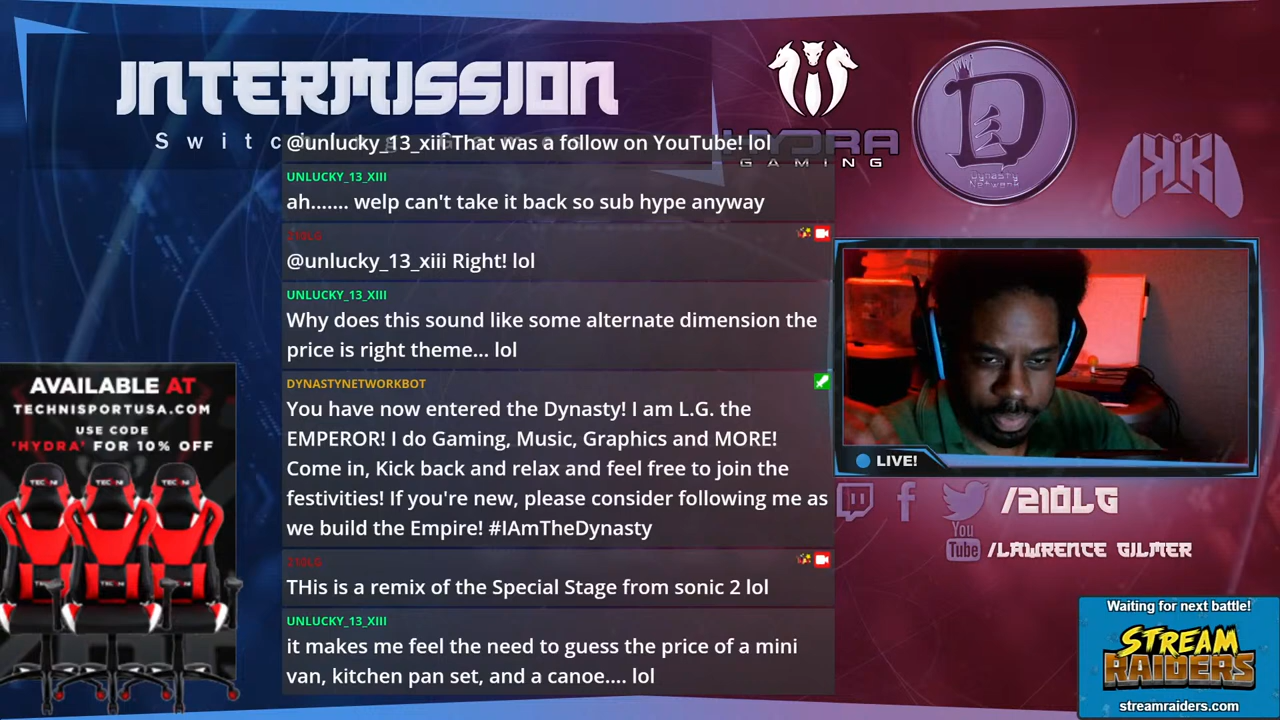 INTERMISSION
Switc
@unlucky_13_xiii That was a follow on YouTube! lol
HYDRA
GAMING
D
Dynasty
Network
UNLUCKY_13_XIII
ah....... welp can't take it back so sub hype anyway
210LG
@unlucky_13_xiii Right! lol
UNLUCKY_13_XIII
Why does this sound like some alternate dimension the
price is right theme... lol
DYNASTYNETWORKBOT
You have now entered the Dynasty! I am L.G. the
EMPEROR! I do Gaming, Music, Graphics and MORE!
Come in, Kick back and relax and feel free to join the
festivities! If you're new, please consider following me as
we build the Empire! #IAmTheDynasty
210LG
THis is a remix of the Special Stage from sonic 2 lol
UNLUCKY_13_XIII
it makes me feel the need to guess the price of a mini
van, kitchen pan set, and a canoe.... lol
AVAILABLE AT
TECHNISPORTUSA.COM
USE CODE
'HYDRA' FOR 10% OFF
LIVE!
/210LG
You
Tube /LAWRENCE GILMER
Waiting for next battle!
STREAM
RAIDERS
streamraiders.com